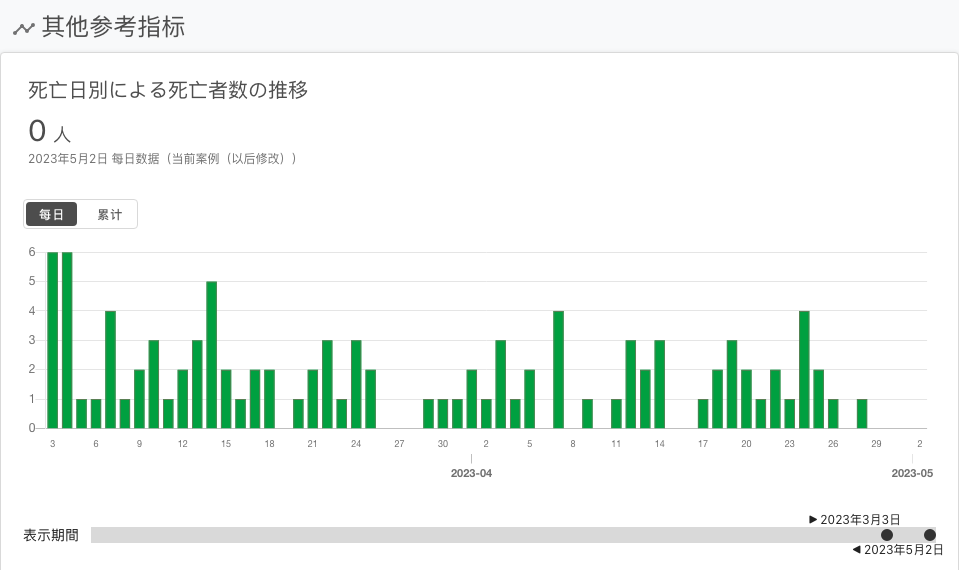 其他参考指标
死亡日別による死亡者数の推移
0 人
2023年5月2日 每日数据（当前案例（以后修改））
每日 累计
6
5
4
3
2
1
0
3 6 9 12 15 18 21 24 27 30 2 5 8 11 14 17 20 23 26 29 2
2023-04 2023-05
2023年3月3日
表示期間
2023年5月2日